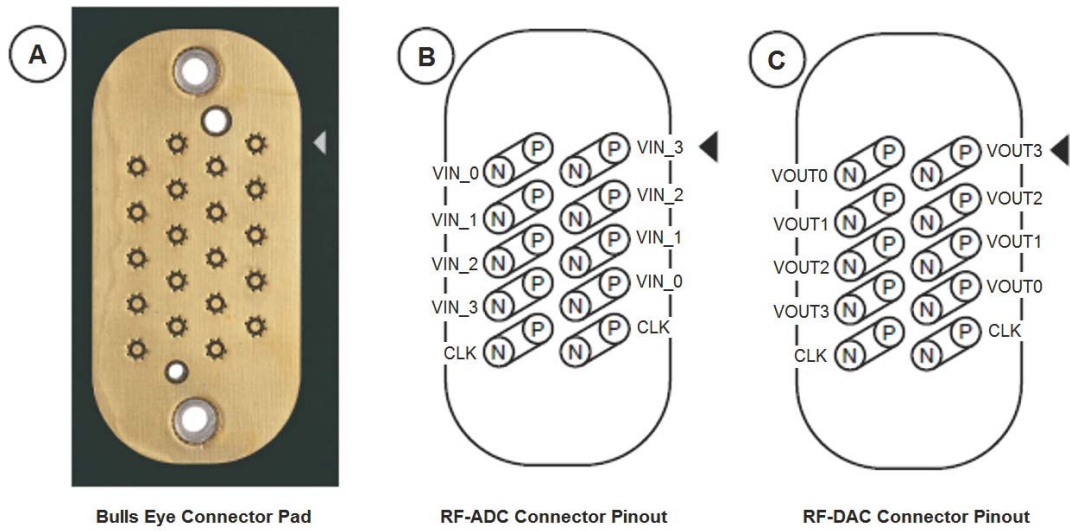 A
B
C
P P VIN_3
VIN_0 N N
P P VIN_2
VIN_1 N N
P P VIN_1
VIN_2 N N
P P VIN_0
VIN_3 N N
P P CLK
CLK N N
P P VOUT3
VOUT0 N N
P P VOUT2
VOUT1 N N
P P VOUT1
VOUT2 N N
P P VOUT0
VOUT3 N N
P P CLK
CLK N N
Bulls Eye Connector Pad
RF-ADC Connector Pinout
RF-DAC Connector Pinout